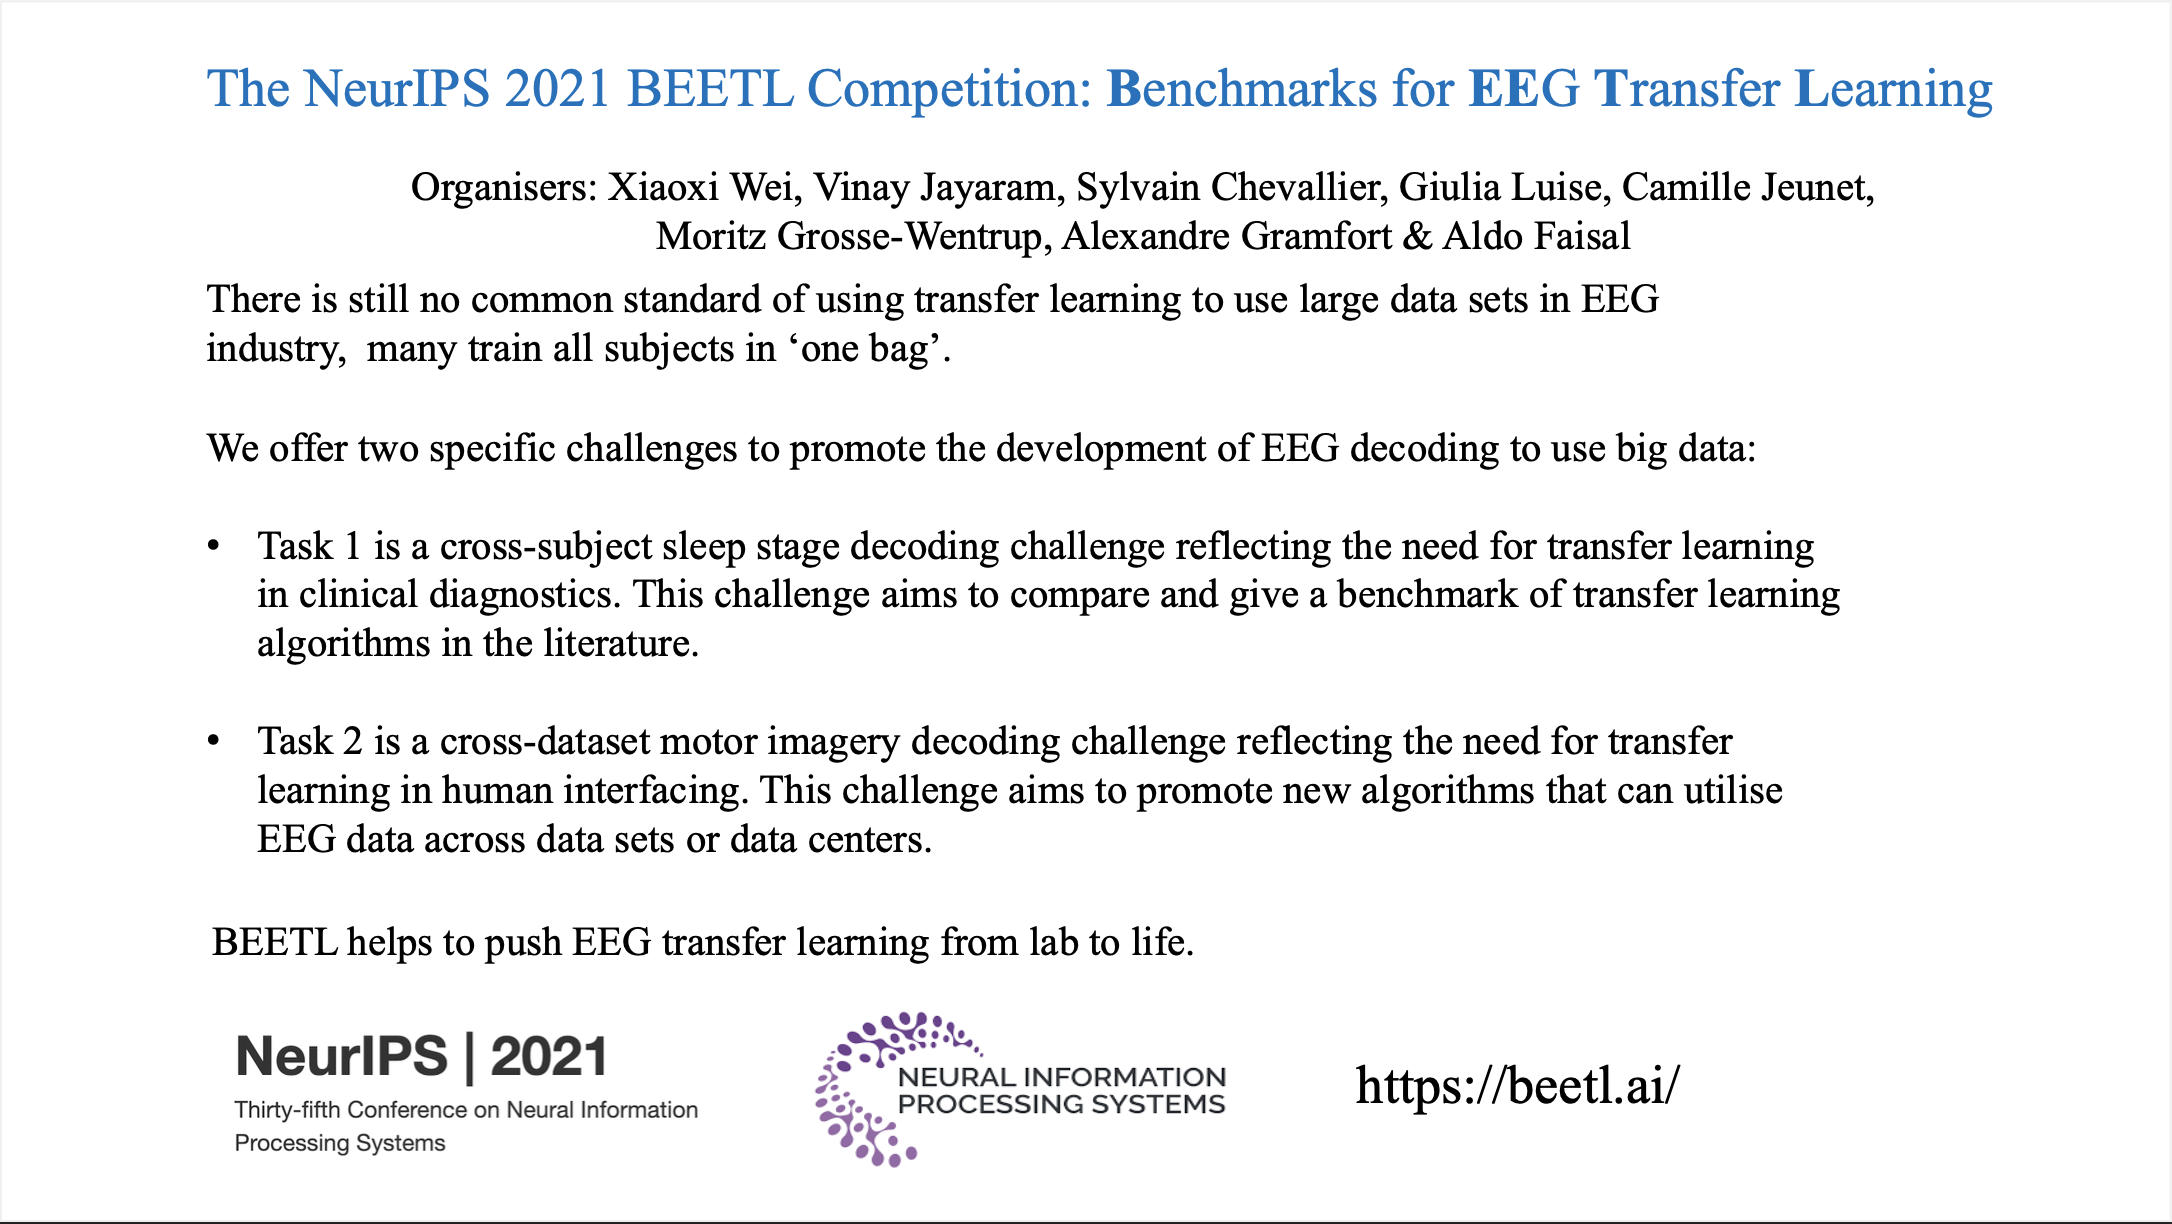 The NeurIPS 2021 BEETL Competition: Benchmarks for EEG Transfer Learning
Organisers: Xiaoxi Wei, Vinay Jayaram, Sylvain Chevallier, Giulia Luise, Camille Jeunet,
Moritz Grosse-Wentrup, Alexandre Gramfort & Aldo Faisal
There is still no common standard of using transfer learning to use large data sets in EEG
industry,  many train all subjects in ‘one bag’.
We offer two specific challenges to promote the development of EEG decoding to use big data:
• Task 1 is a cross-subject sleep stage decoding challenge reflecting the need for transfer learning
in clinical diagnostics. This challenge aims to compare and give a benchmark of transfer learning
algorithms in the literature.
• Task 2 is a cross-dataset motor imagery decoding challenge reflecting the need for transfer
learning in human interfacing. This challenge aims to promote new algorithms that can utilise
EEG data across data sets or data centers.
BEETL helps to push EEG transfer learning from lab to life.
NeurIPS | 2021
Thirty-fifth Conference on Neural Information
Processing Systems
NEURAL INFORMATION
PROCESSING SYSTEMS
https://beetl.ai/